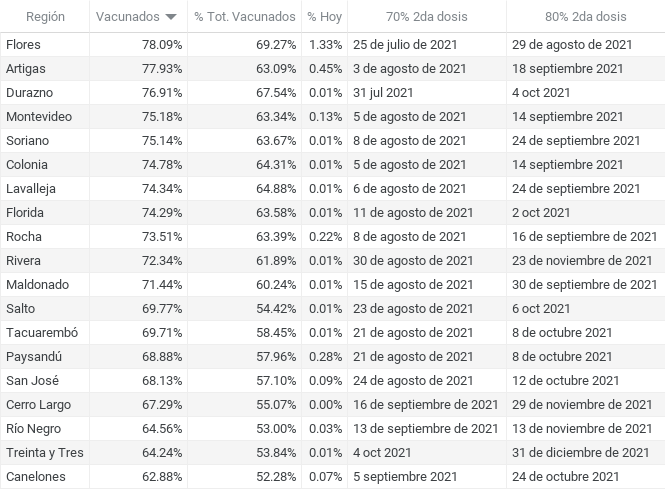 Región Vacunados % Tot. Vacunados % Hoy 70% 2da dosis 80% 2da dosis
Flores 78.09% 69.27% 1.33% 25 de julio de 2021 29 de agosto de 2021
Artigas 77.93% 63.09% 0.45% 3 de agosto de 2021 18 septiembre 2021
Durazno 76.91% 67.54% 0.01% 31 jul 2021 4 oct 2021
Montevideo 75.18% 63.34% 0.13% 5 de agosto de 2021 14 septiembre 2021
Soriano 75.14% 63.67% 0.01% 8 de agosto de 2021 24 de septiembre 2021
Colonia 74.78% 64.31% 0.01% 5 de agosto de 2021 14 septiembre 2021
Lavalleja 74.34% 64.88% 0.01% 6 de agosto de 2021 24 de septiembre 2021
Florida 74.29% 63.58% 0.01% 11 de agosto de 2021 2 oct 2021
Rocha 73.51% 63.39% 0.22% 8 de agosto de 2021 16 de septiembre de 2021
Rivera 72.34% 61.89% 0.01% 30 de agosto de 2021 23 de noviembre de 2021
Maldonado 71.44% 60.24% 0.01% 15 de agosto de 2021 30 de septiembre de 2021
Salto 69.77% 54.42% 0.01% 23 de agosto de 2021 6 oct 2021
Tacuarembó 69.71% 58.45% 0.01% 21 de agosto de 2021 8 de octubre 2021
Paysandú 68.88% 57.96% 0.28% 21 de agosto de 2021 8 de octubre 2021
San José 68.13% 57.10% 0.09% 24 de agosto de 2021 12 de octubre 2021
Cerro Largo 67.29% 55.07% 0.00% 16 de septiembre de 2021 29 de noviembre de 2021
Río Negro 64.56% 53.00% 0.03% 13 de septiembre de 2021 13 de noviembre de 2021
Treinta y Tres 64.24% 53.84% 0.01% 4 oct 2021 31 de diciembre de 2021
Canelones 62.88% 52.28% 0.07% 5 septiembre 2021 24 de octubre 2021